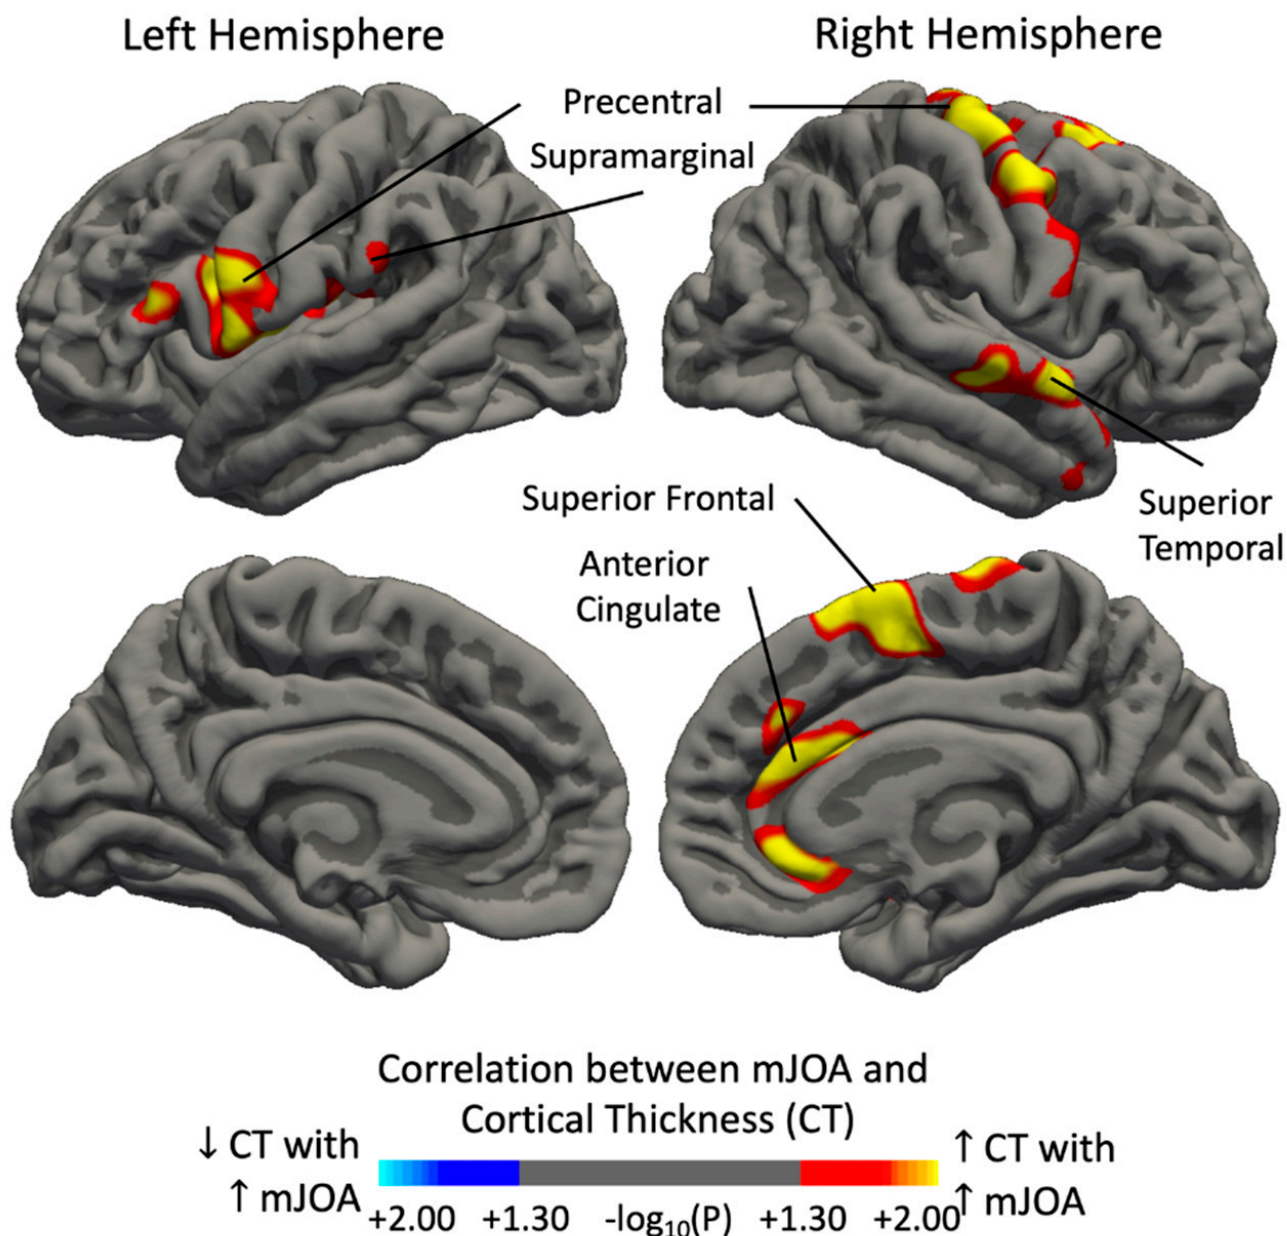 Left Hemisphere
Right Hemisphere
Precentral
Supramarginal
Superior Frontal
Superior
Temporal
Anterior
Cingulate
Correlation between mJOA and
Cortical Thickness (CT)
↓ CT with
↑ mJOA
↑ CT with
↑ mJOA
+2.00 +1.30 -log₁₀(P) +1.30 +2.00